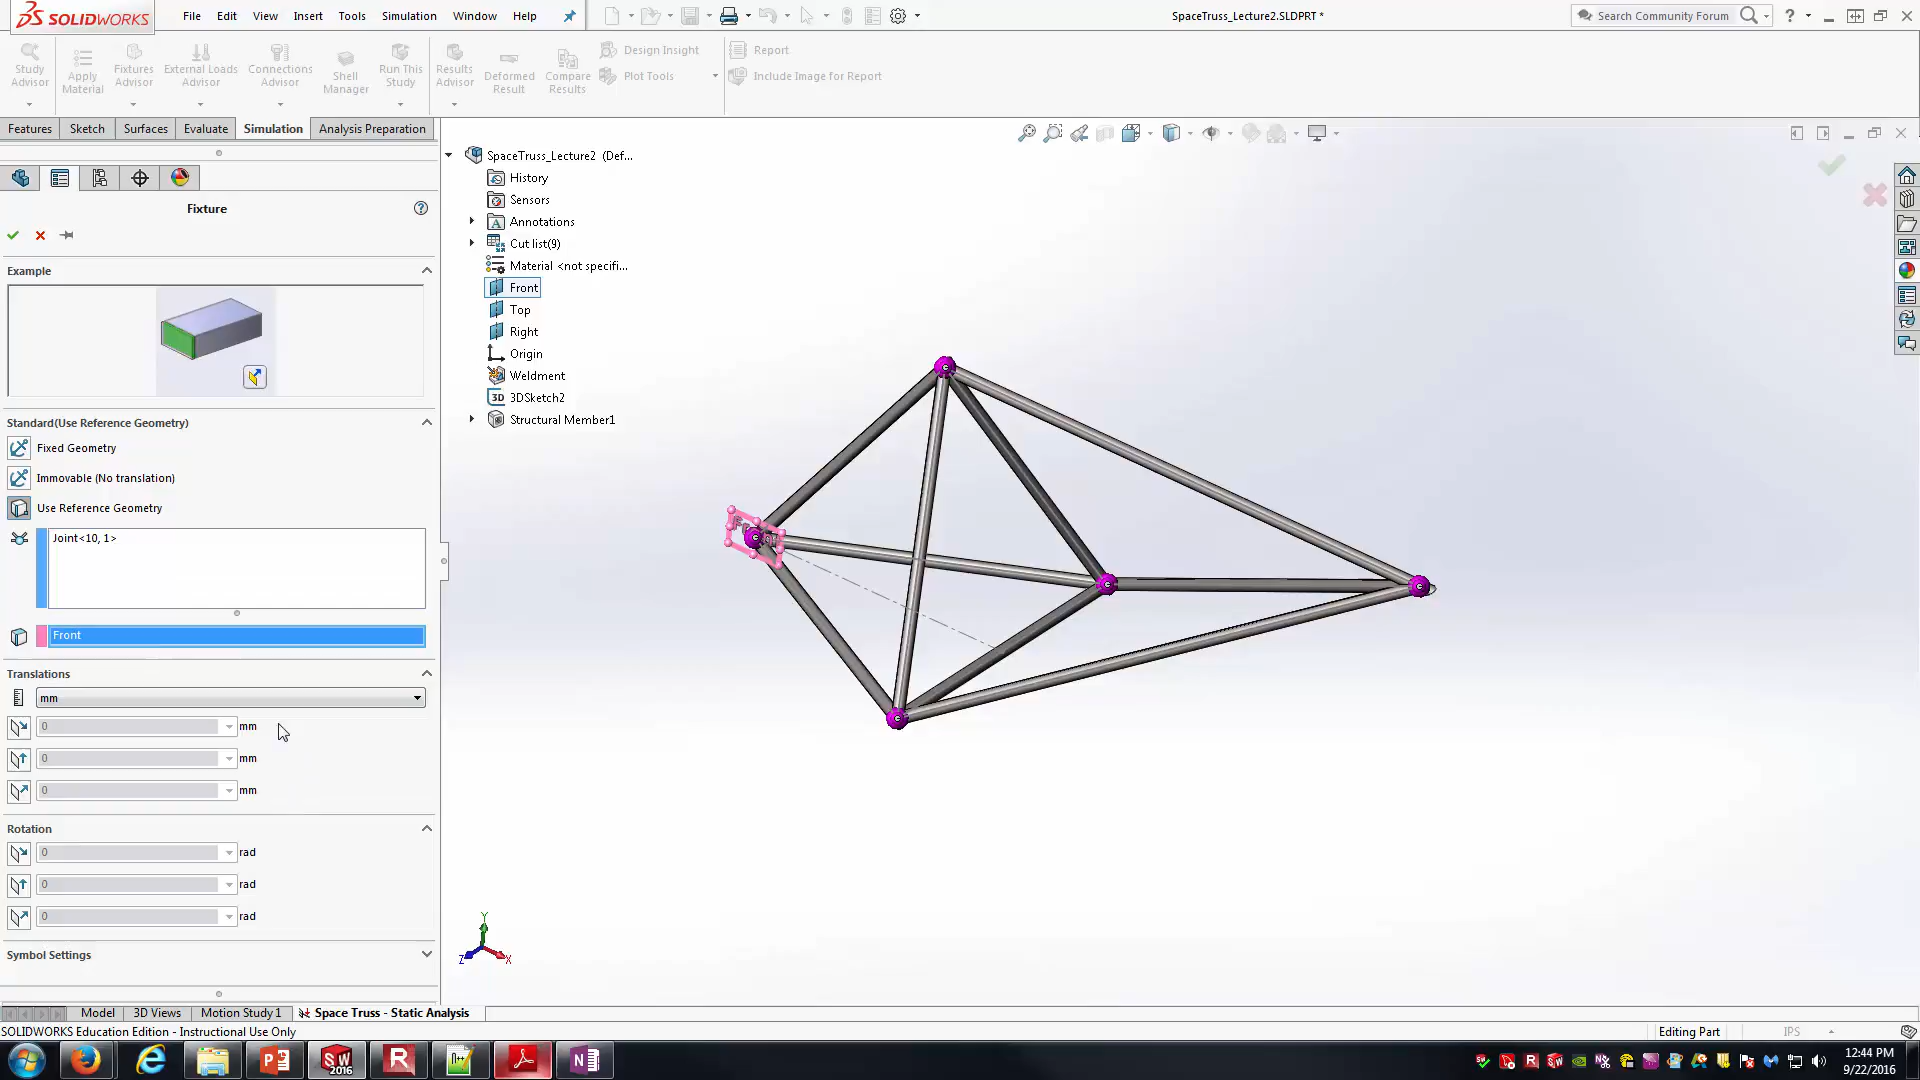 SOLIDWORKS File Edit View Insert Tools Simulation Window Help SpaceTruss_Lecture2.SLDPRT * Search Community Forum ?
Study Advisor
Apply Material
Fixtures Advisor
External Loads Advisor
Connections Advisor
Shell Manager
Run This Study
Results Advisor
Deformed Result
Compare Results
Design Insight
Plot Tools
Report
Include Image for Report
Features Sketch Surfaces Evaluate Simulation Analysis Preparation
Fixture
Example
Standard(Use Reference Geometry)
Fixed Geometry
Immovable (No translation)
Use Reference Geometry
Joint<10, 1>
Front
Translations
mm
0 mm
0 mm
0 mm
Rotation
0 rad
0 rad
0 rad
Symbol Settings
SpaceTruss_Lecture2 (Def...
History
Sensors
Annotations
Cut list(9)
Material <not specifi...
Front
Top
Right
Origin
Weldment
3D 3DSketch2
Structural Member1
Y
Z X
Model 3D Views Motion Study 1 Space Truss - Static Analysis
SOLIDWORKS Education Edition - Instructional Use Only Editing Part IPS
SW 2016
12:44 PM
9/22/2016